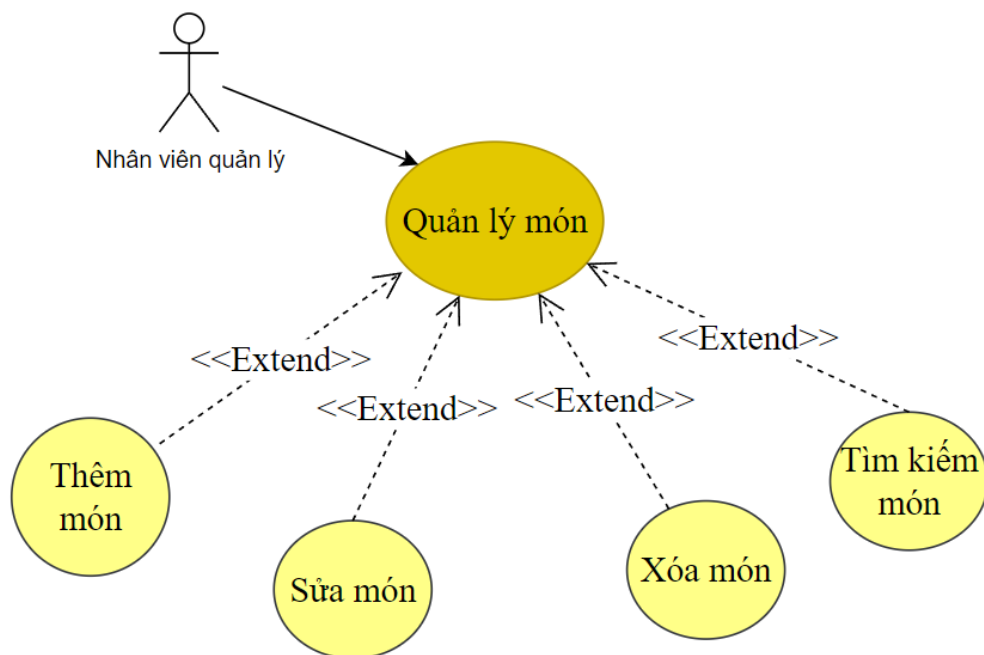 Nhân viên quản lý
Quản lý món
<<Extend>>
<<Extend>>
<<Extend>>
<<Extend>>
Thêm
món
Sửa món
Xóa món
Tìm kiếm
món